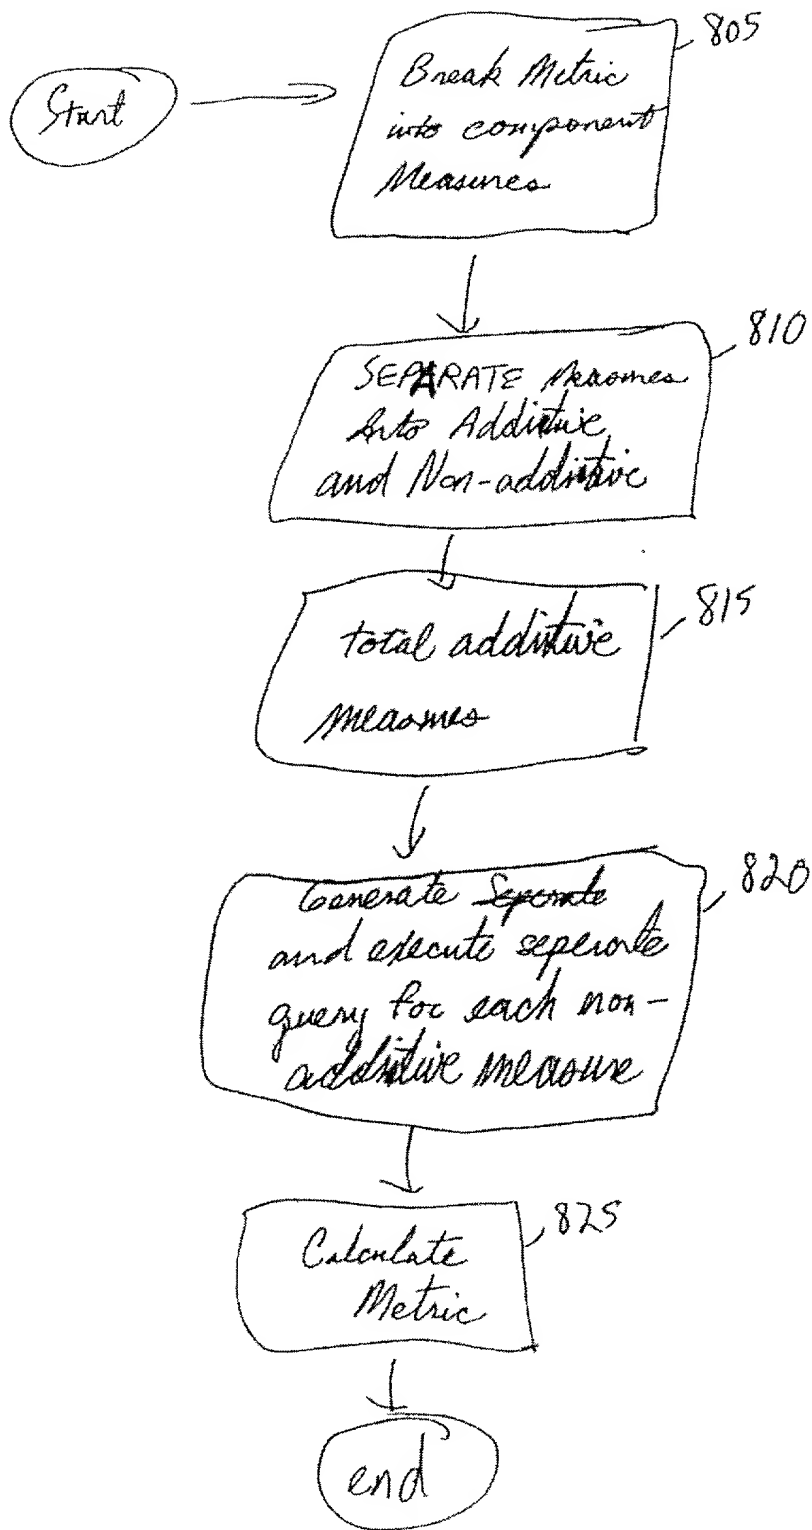 Start
805
Break Metric
into component
Measures
810
SEPARATE Measures
Into Additive
and Non-additive
815
total additive
measures
820
Generate Seperate
and execute seperate
query for each non-
additive measure
825
Calculate
Metric
end